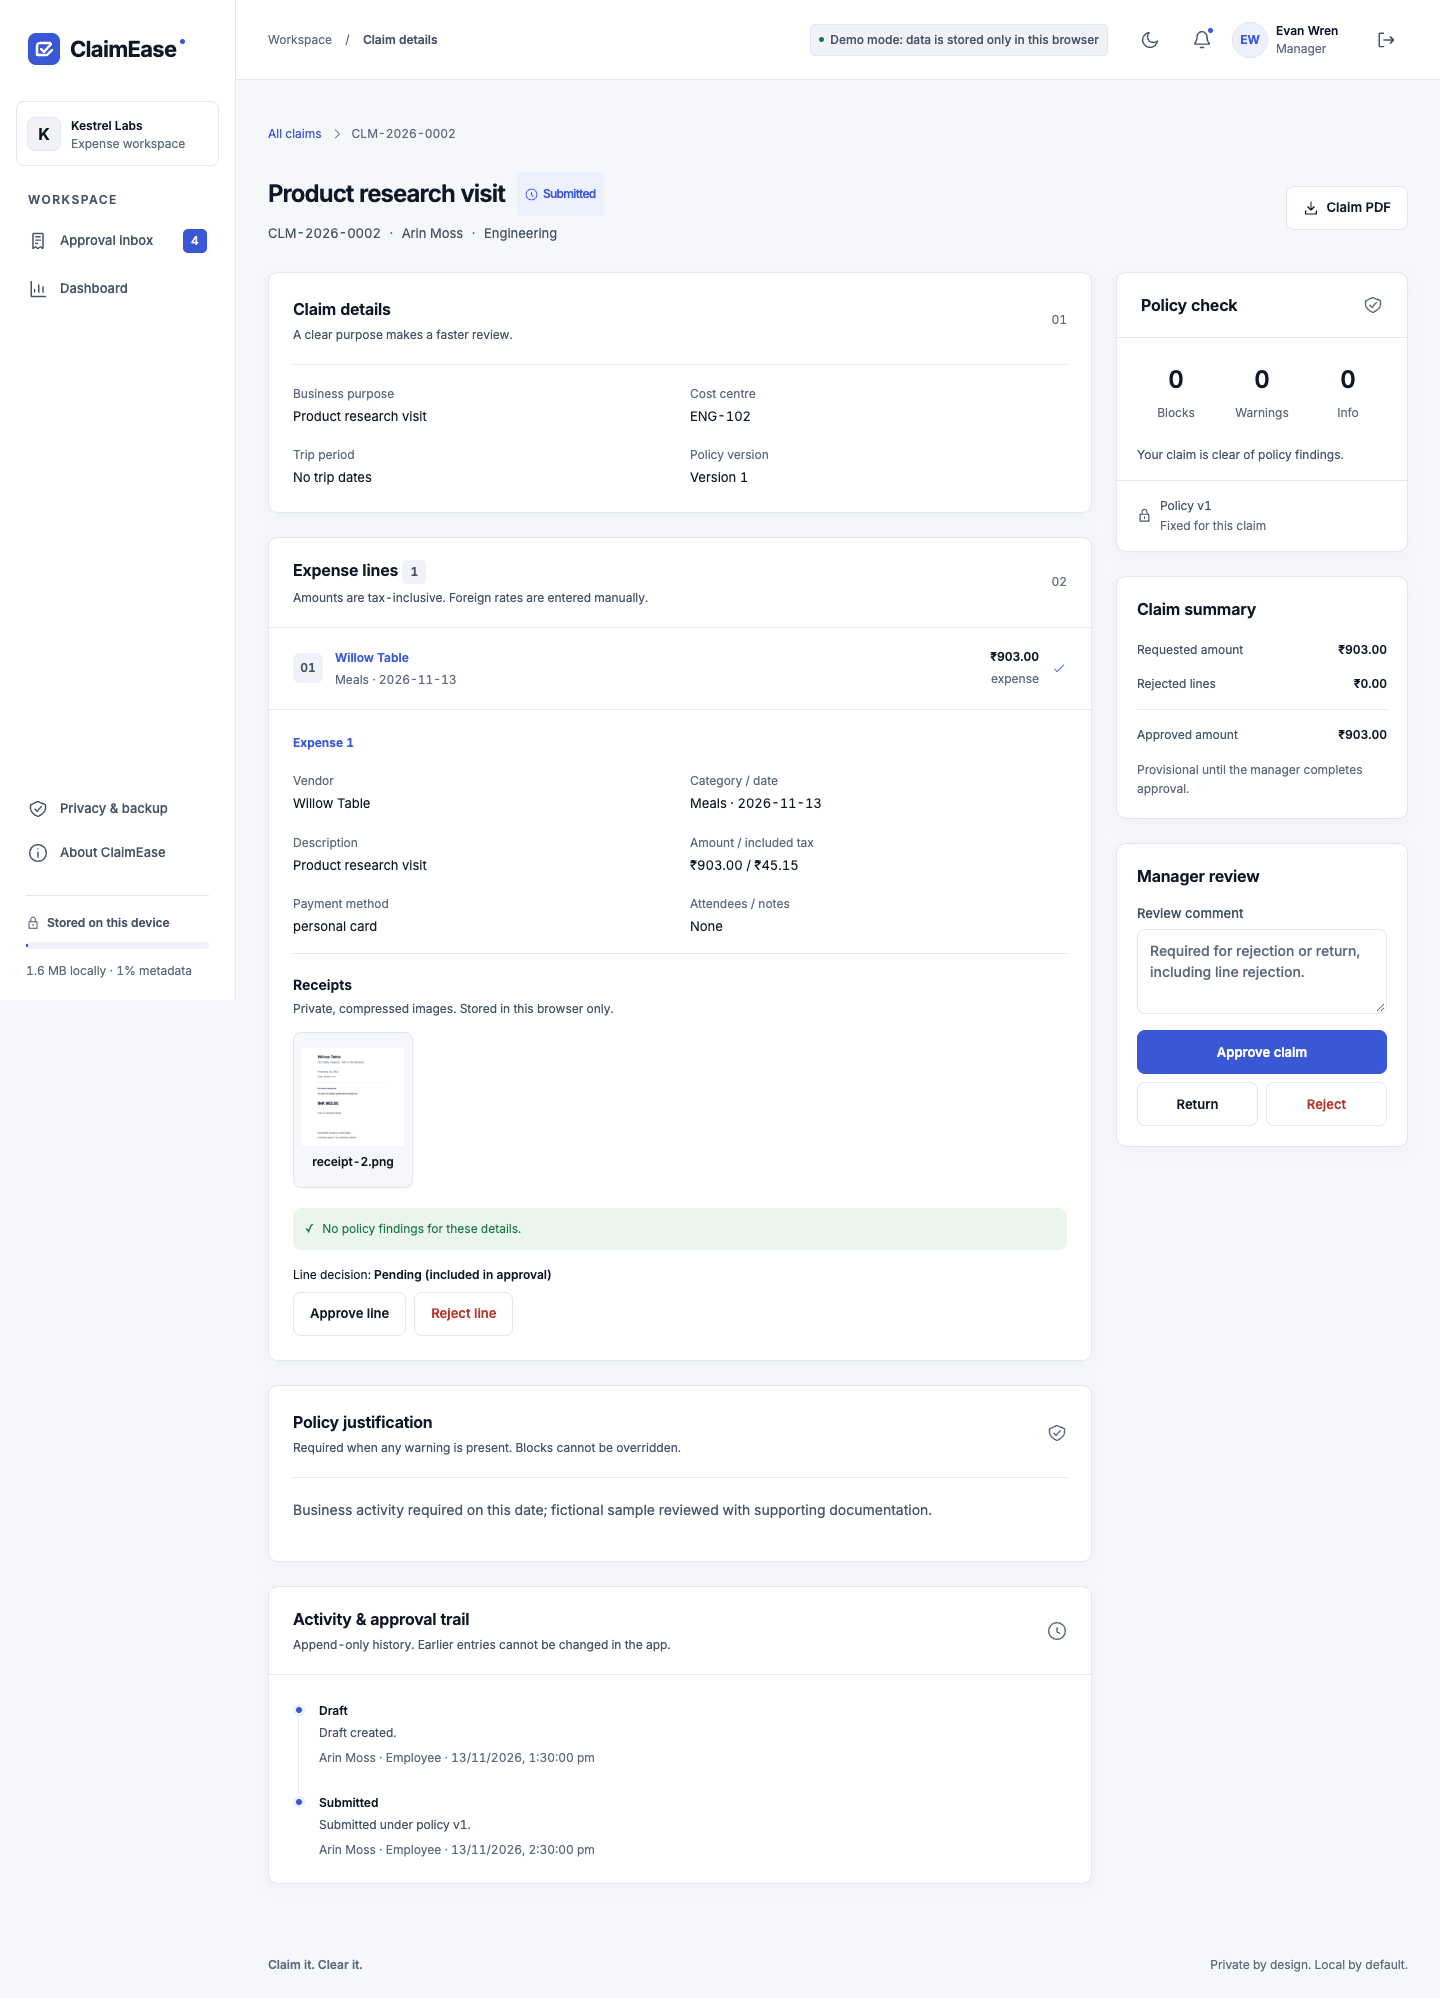 ClaimEase
K
Kestrel Labs
Expense workspace
WORKSPACE
Approval inbox 4
Dashboard
Privacy & backup
About ClaimEase
Stored on this device
1.6 MB locally · 1% metadata
Workspace / Claim details
Demo mode: data is stored only in this browser
EW
Evan Wren
Manager
All claims > CLM-2026-0002
Product research visit Submitted
CLM-2026-0002 · Arin Moss · Engineering
Claim PDF
Claim details
A clear purpose makes a faster review.
01
Business purpose
Product research visit
Cost centre
ENG-102
Trip period
No trip dates
Policy version
Version 1
Expense lines 1
Amounts are tax-inclusive. Foreign rates are entered manually.
02
01
Willow Table
Meals · 2026-11-13
₹903.00
expense
Expense 1
Vendor
Willow Table
Category / date
Meals · 2026-11-13
Description
Product research visit
Amount / included tax
₹903.00 / ₹45.15
Payment method
personal card
Attendees / notes
None
Receipts
Private, compressed images. Stored in this browser only.
Willow Table
INR 903.00
receipt-2.png
✓ No policy findings for these details.
Line decision: Pending (included in approval)
Approve line
Reject line
Policy justification
Required when any warning is present. Blocks cannot be overridden.
Business activity required on this date; fictional sample reviewed with supporting documentation.
Activity & approval trail
Append-only history. Earlier entries cannot be changed in the app.
Draft
Draft created.
Arin Moss · Employee · 13/11/2026, 1:30:00 pm
Submitted
Submitted under policy v1.
Arin Moss · Employee · 13/11/2026, 2:30:00 pm
Policy check
0 0 0
Blocks Warnings Info
Your claim is clear of policy findings.
Policy v1
Fixed for this claim
Claim summary
Requested amount ₹903.00
Rejected lines ₹0.00
Approved amount ₹903.00
Provisional until the manager completes
approval.
Manager review
Review comment
Required for rejection or return,
including line rejection.
Approve claim
Return
Reject
Claim it. Clear it.
Private by design. Local by default.